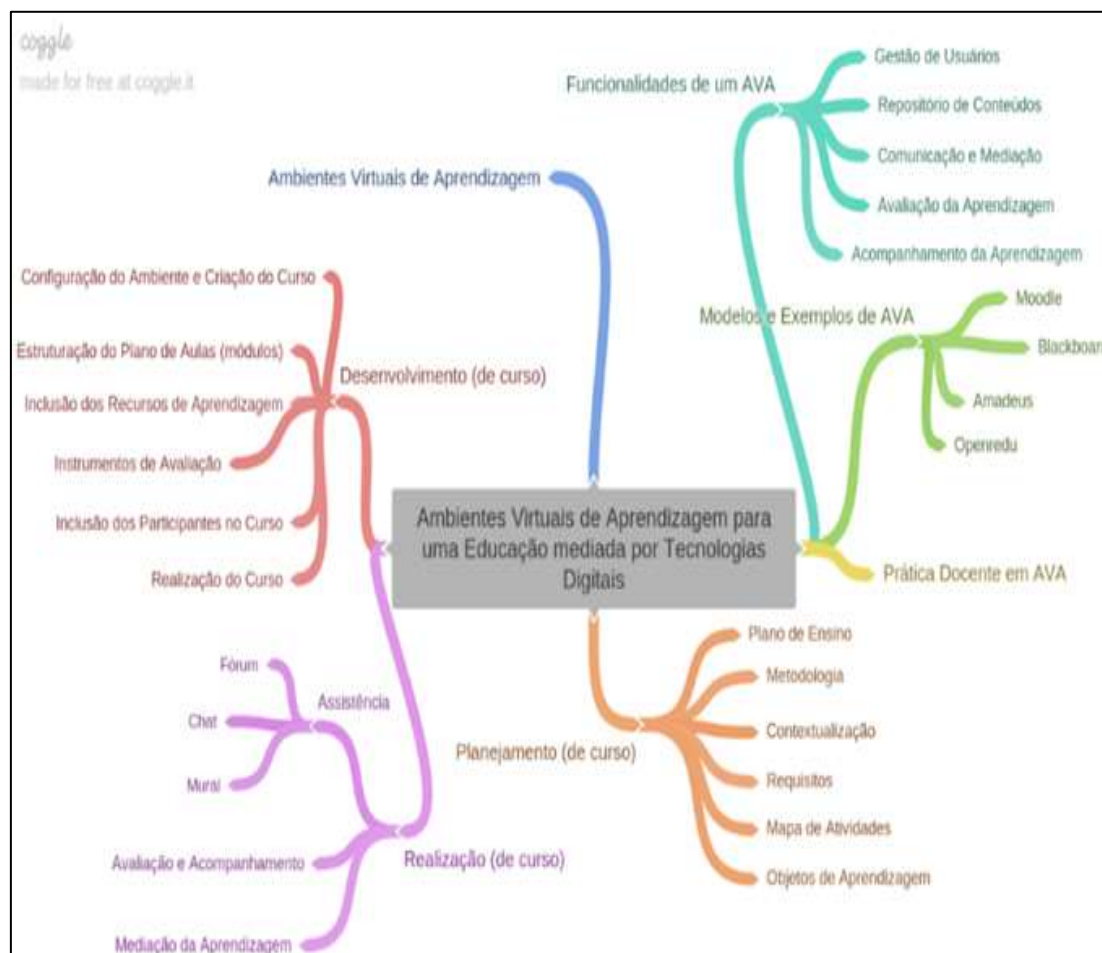 coggle
made for free at coggle.it
Funcionalidades de um AVA
Gestão de Usuários
Repositório de Conteúdos
Comunicação e Mediação
Avaliação da Aprendizagem
Acompanhamento da Aprendizagem
Ambientes Virtuais de Aprendizagem
Modelos e Exemplos de AVA
Moodle
Blackboar
Amadeus
Openredu
Configuração do Ambiente e Criação do Curso
Estruturação do Plano de Aulas (módulos)
Desenvolvimento (de curso)
Inclusão dos Recursos de Aprendizagem
Instrumentos de Avaliação
Inclusão dos Participantes no Curso
Realização do Curso
Ambientes Virtuais de Aprendizagem para
uma Educação mediada por Tecnologias
Digitais
Prática Docente em AVA
Fórum
Assistência
Chat
Mural
Avaliação e Acompanhamento
Realização (de curso)
Mediação da Aprendizagem
Planejamento (de curso)
Plano de Ensino
Metodologia
Contextualização
Requisitos
Mapa de Atividades
Objetos de Aprendizagem